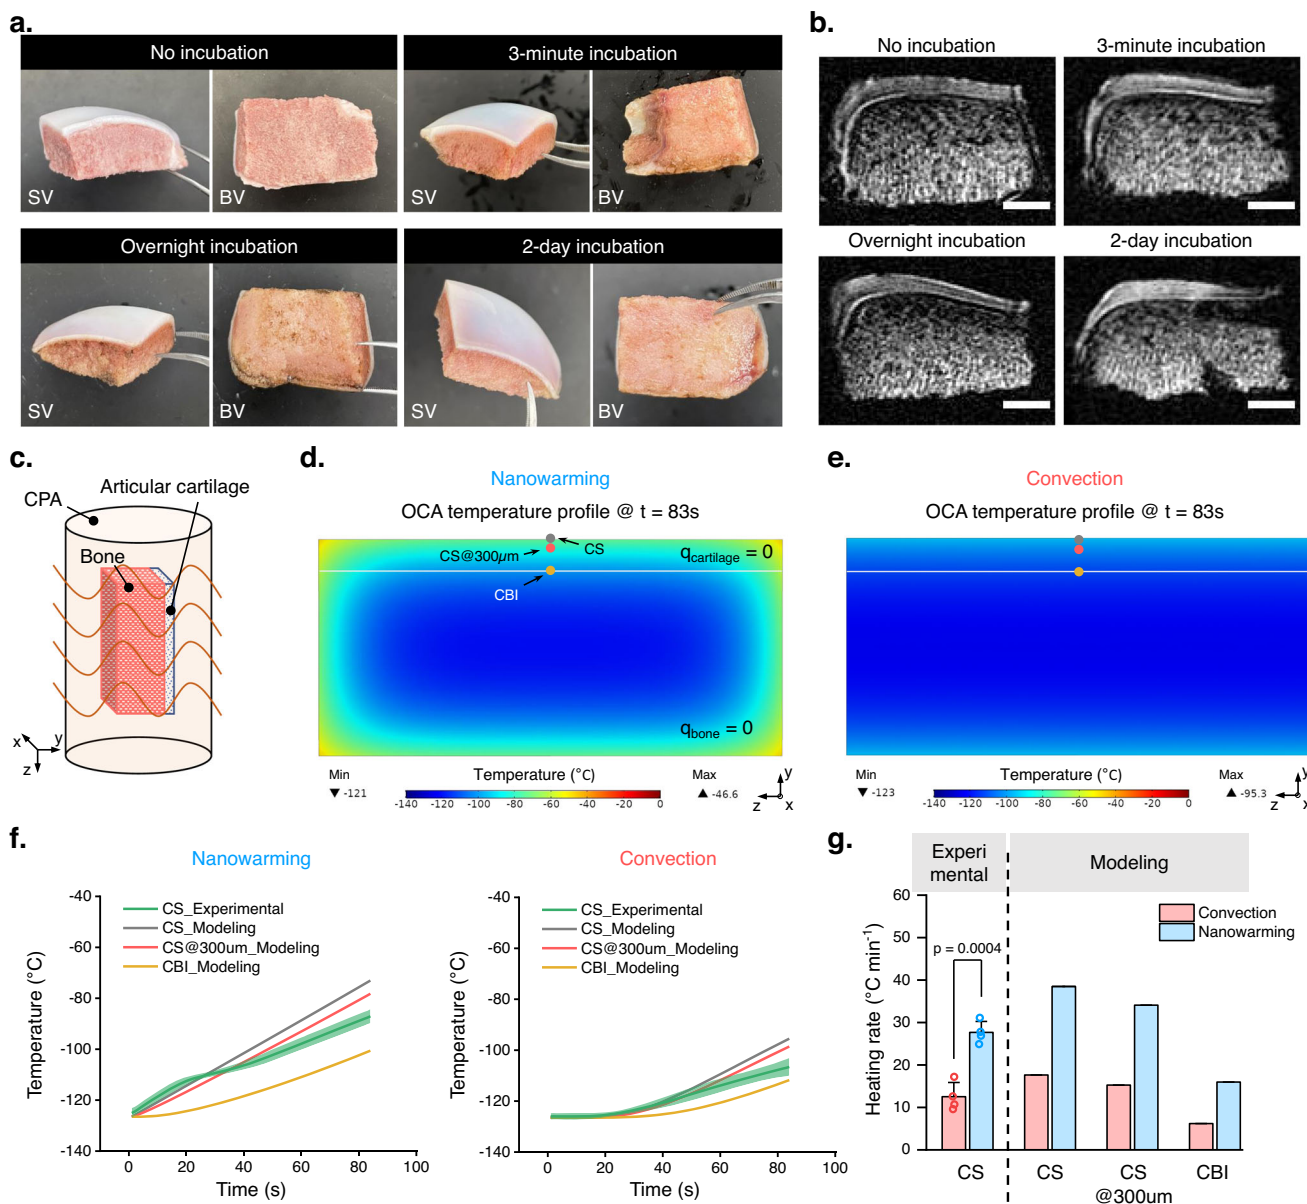 a.
No incubation
3-minute incubation
SV
BV
SV
BV
Overnight incubation
2-day incubation
SV
BV
SV
BV
b.
No incubation
3-minute incubation
Overnight incubation
2-day incubation
c.
CPA
Articular cartilage
Bone
x
y
z
d.
Nanowarming
OCA temperature profile @ t = 83s
CS
CS@300µm
CBI
q_cartilage = 0
q_bone = 0
Min
Temperature (°C)
Max
▼ -121
▲ -46.6
-140 -120 -100 -80 -60 -40 -20 0
y
z
x
e.
Convection
OCA temperature profile @ t = 83s
Min
Temperature (°C)
Max
▼ -123
▲ -95.3
-140 -120 -100 -80 -60 -40 -20 0
y
z
x
f.
Nanowarming
Temperature (°C)
-40
-60
-80
-100
-120
-140
CS_Experimental
CS_Modeling
CS@300um_Modeling
CBI_Modeling
0 20 40 60 80 100
Time (s)
Convection
Temperature (°C)
-40
-60
-80
-100
-120
-140
CS_Experimental
CS_Modeling
CS@300um_Modeling
CBI_Modeling
0 20 40 60 80 100
Time (s)
g.
Experi
mental
Modeling
Heating rate (°C min⁻¹)
60
50
40
30
20
10
0
Convection
Nanowarming
p = 0.0004
CS CS CS CBI
@300um